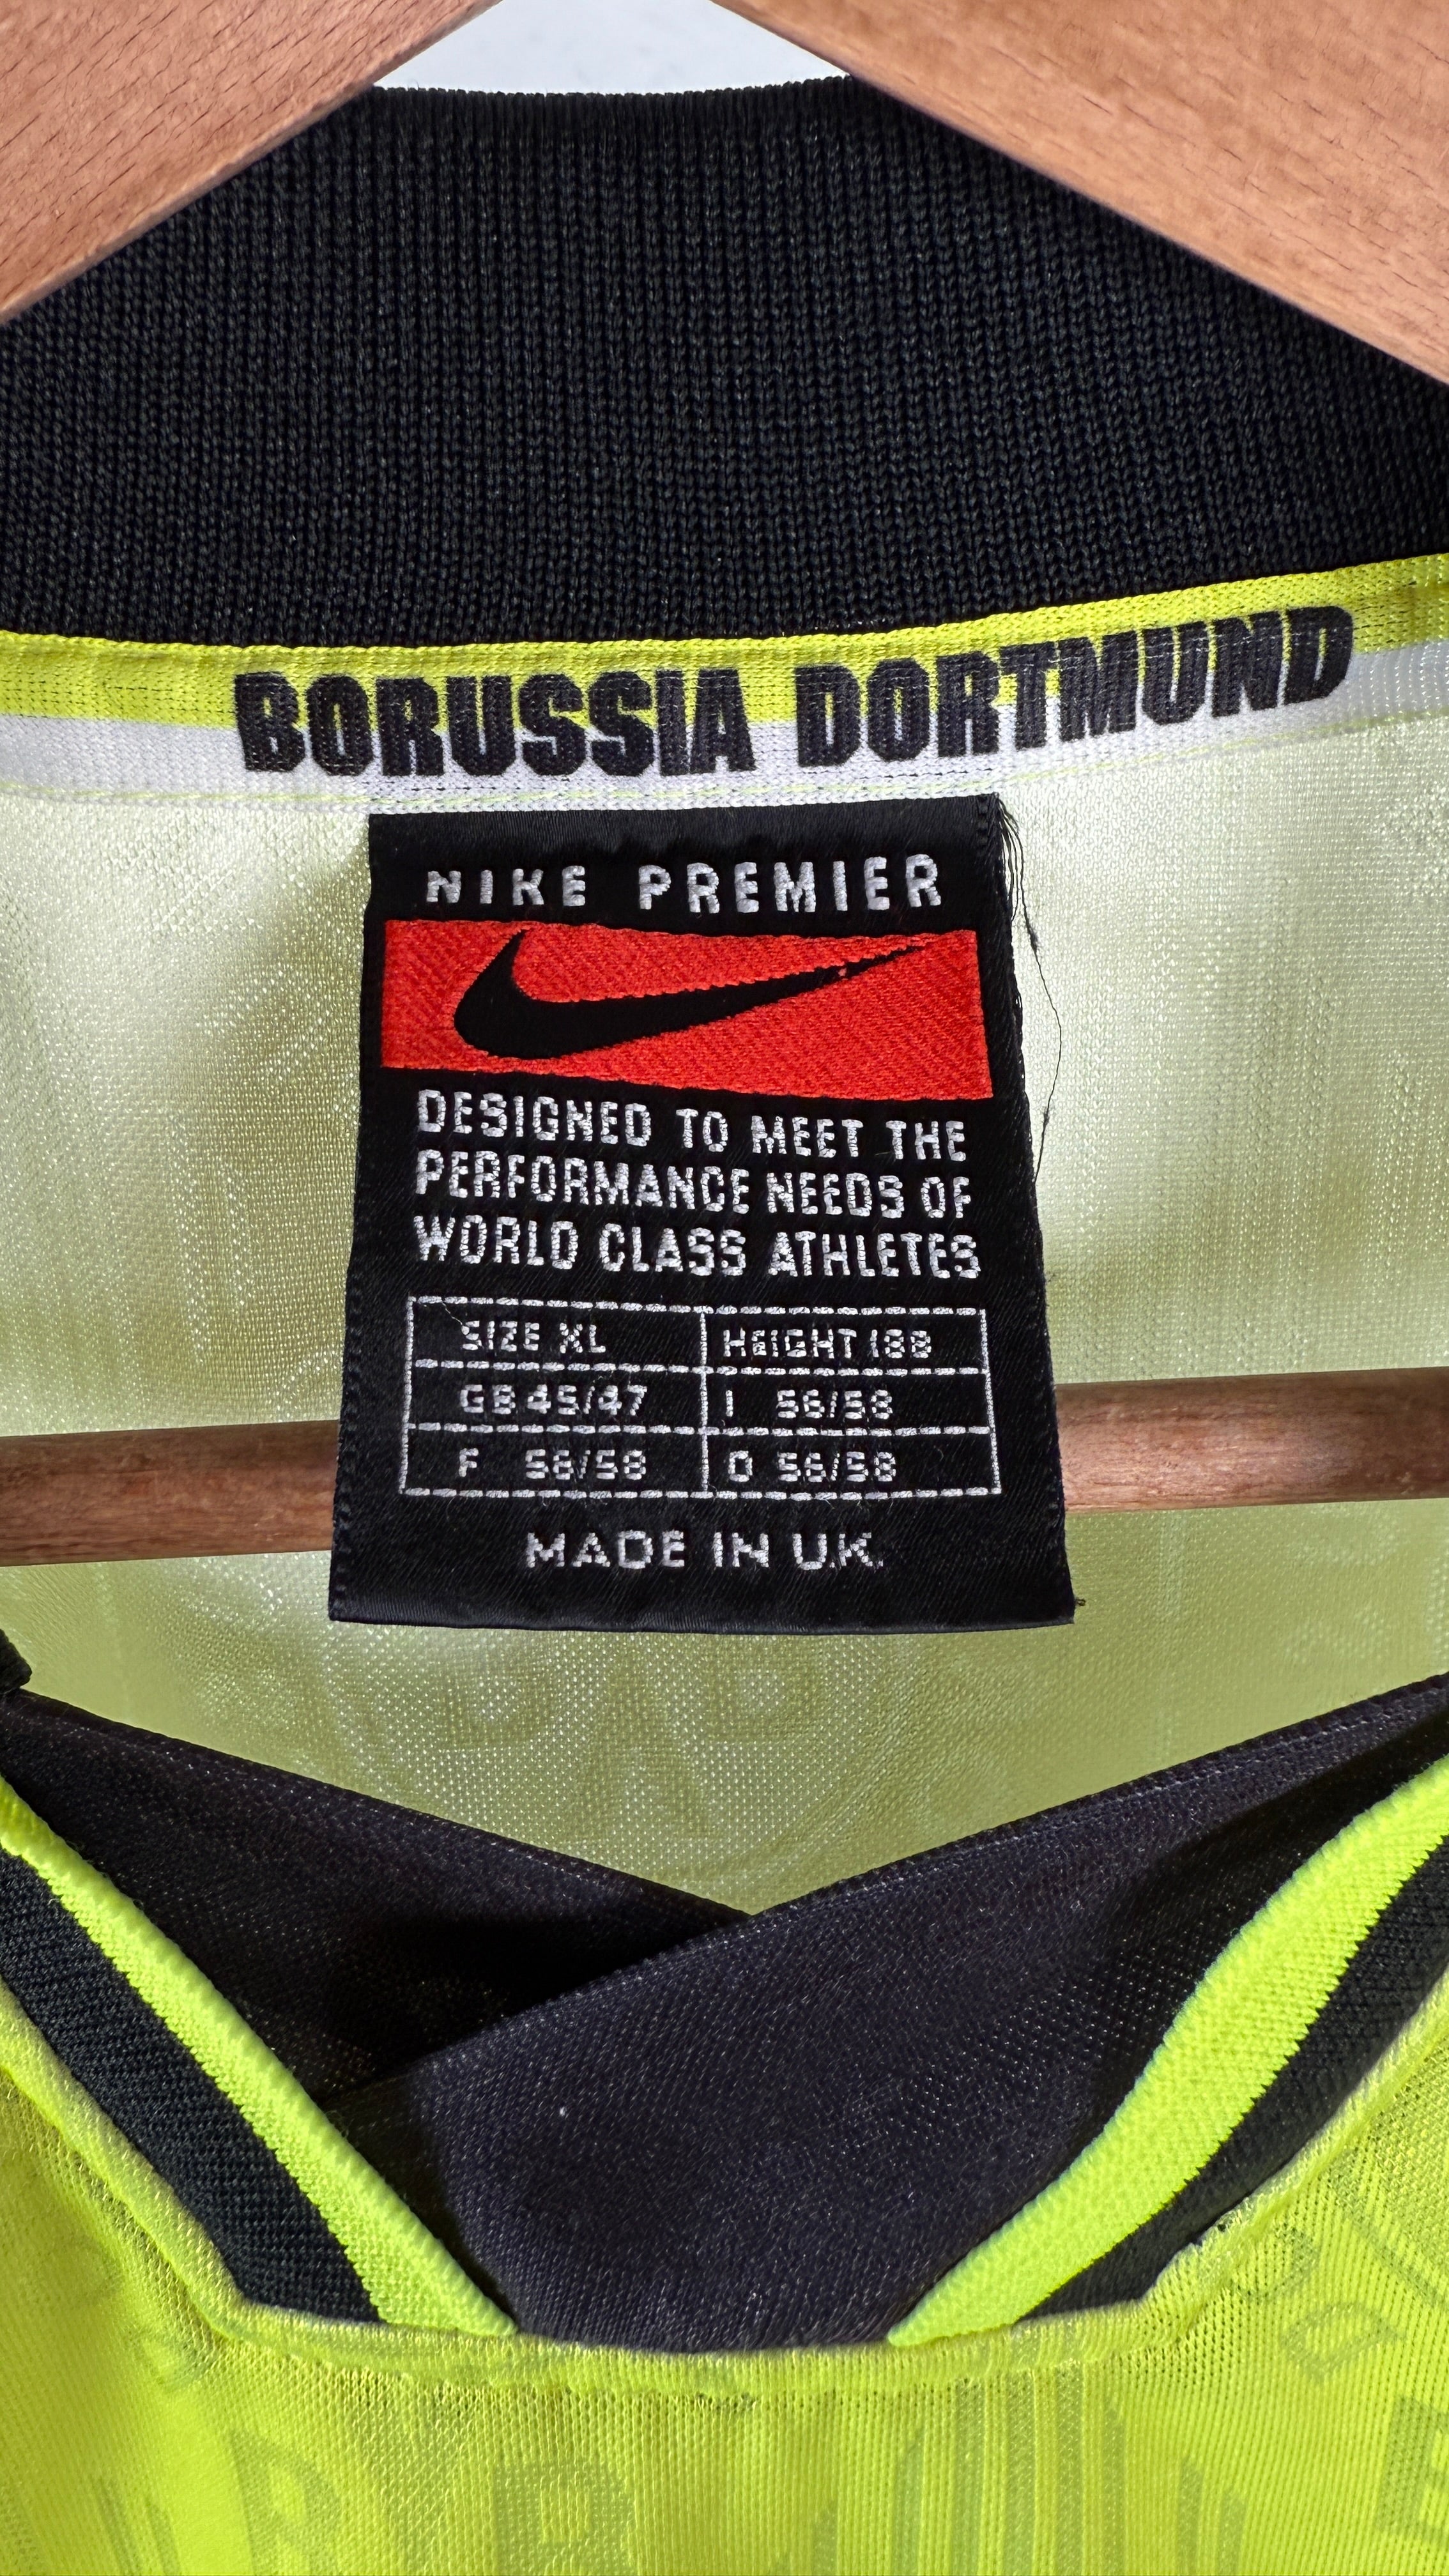 BORUSSIA DORTMUND
NIKE PREMIER
DESIGNED TO MEET THE
PERFORMANCE NEEDS OF
WORLD CLASS ATHLETES
SIZE XL HEIGHT 188
GB 45/47 I 56/58
F 56/58 D 56/58
MADE IN U.K.